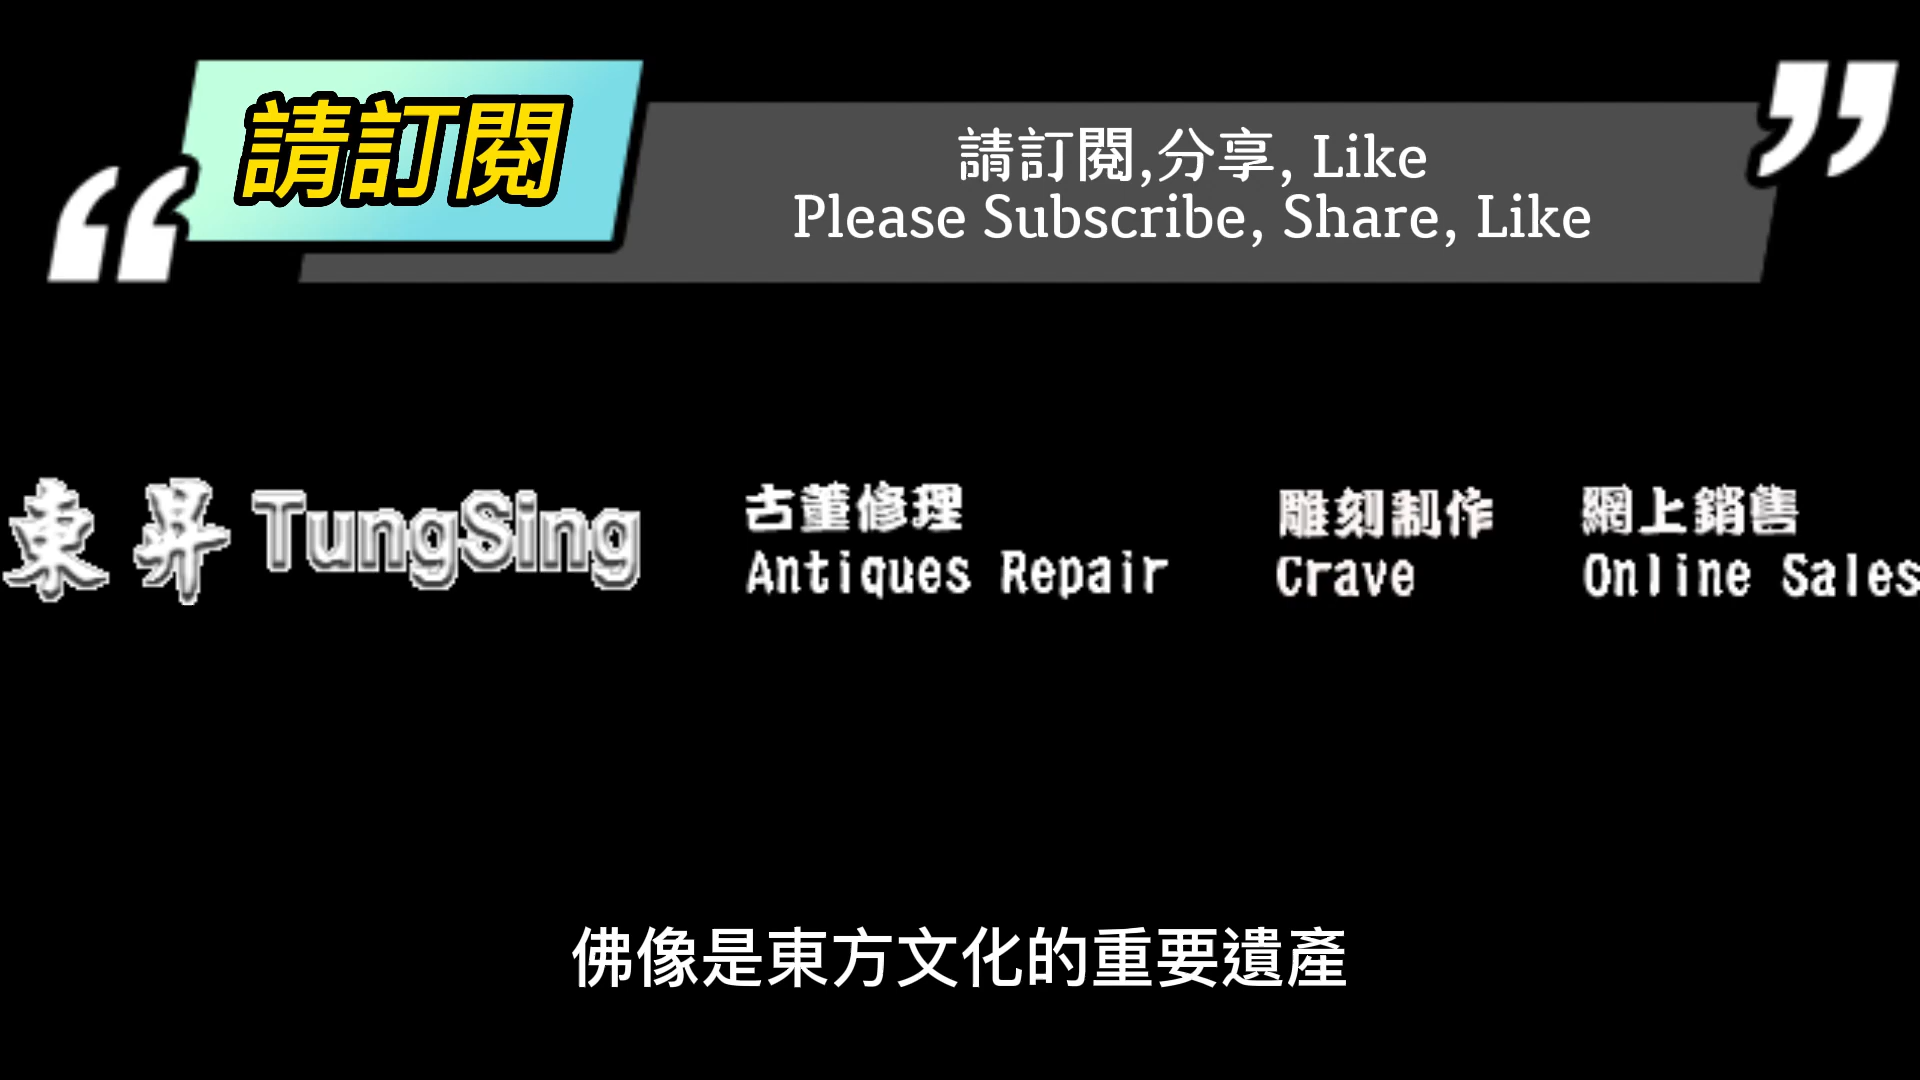 請訂閱
請訂閱,分享, Like
Please Subscribe, Share, Like
東昇 TungSing
古董修理
Antiques Repair
雕刻制作
Crave
網上銷售
Online Sales
佛像是東方文化的重要遺產